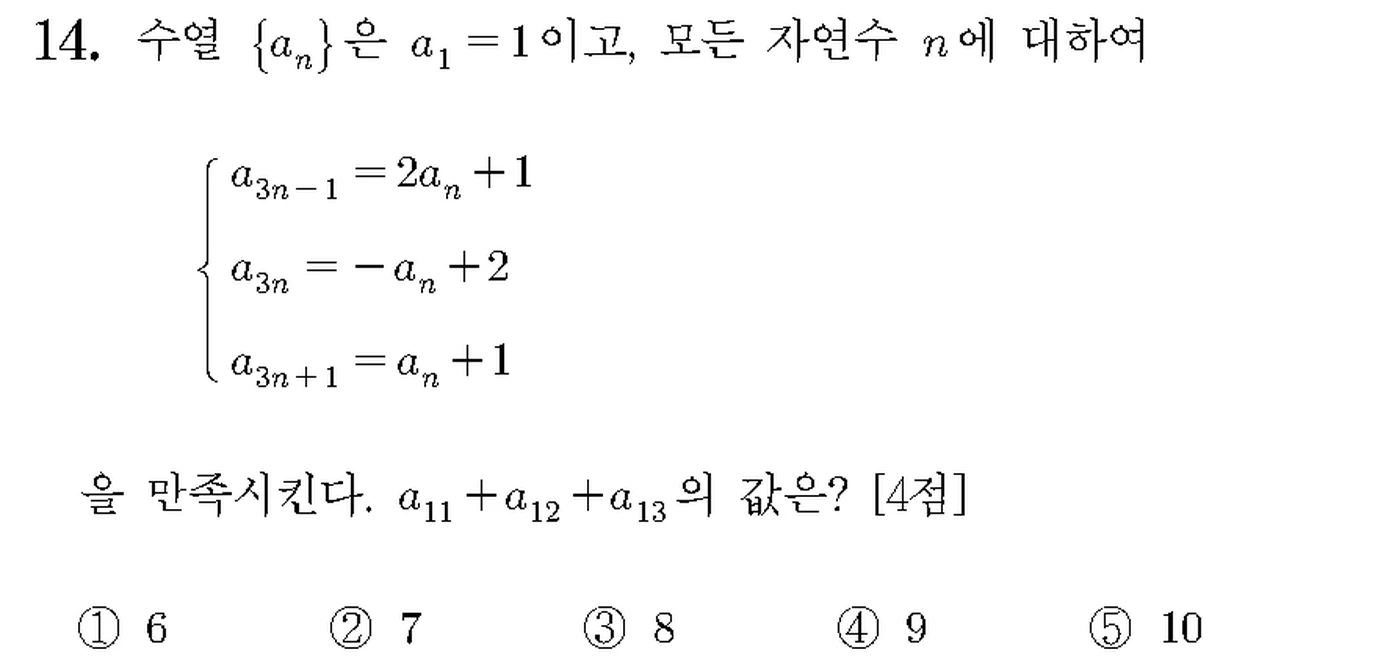 14. 수열 {aₙ}은 a₁ = 1이고, 모든 자연수 n에 대하여
a₃ₙ₋₁ = 2aₙ + 1
a₃ₙ = −aₙ + 2
a₃ₙ₊₁ = aₙ + 1
을 만족시킨다. a₁₁ + a₁₂ + a₁₃의 값은? [4점]
① 6 ② 7 ③ 8 ④ 9 ⑤ 10